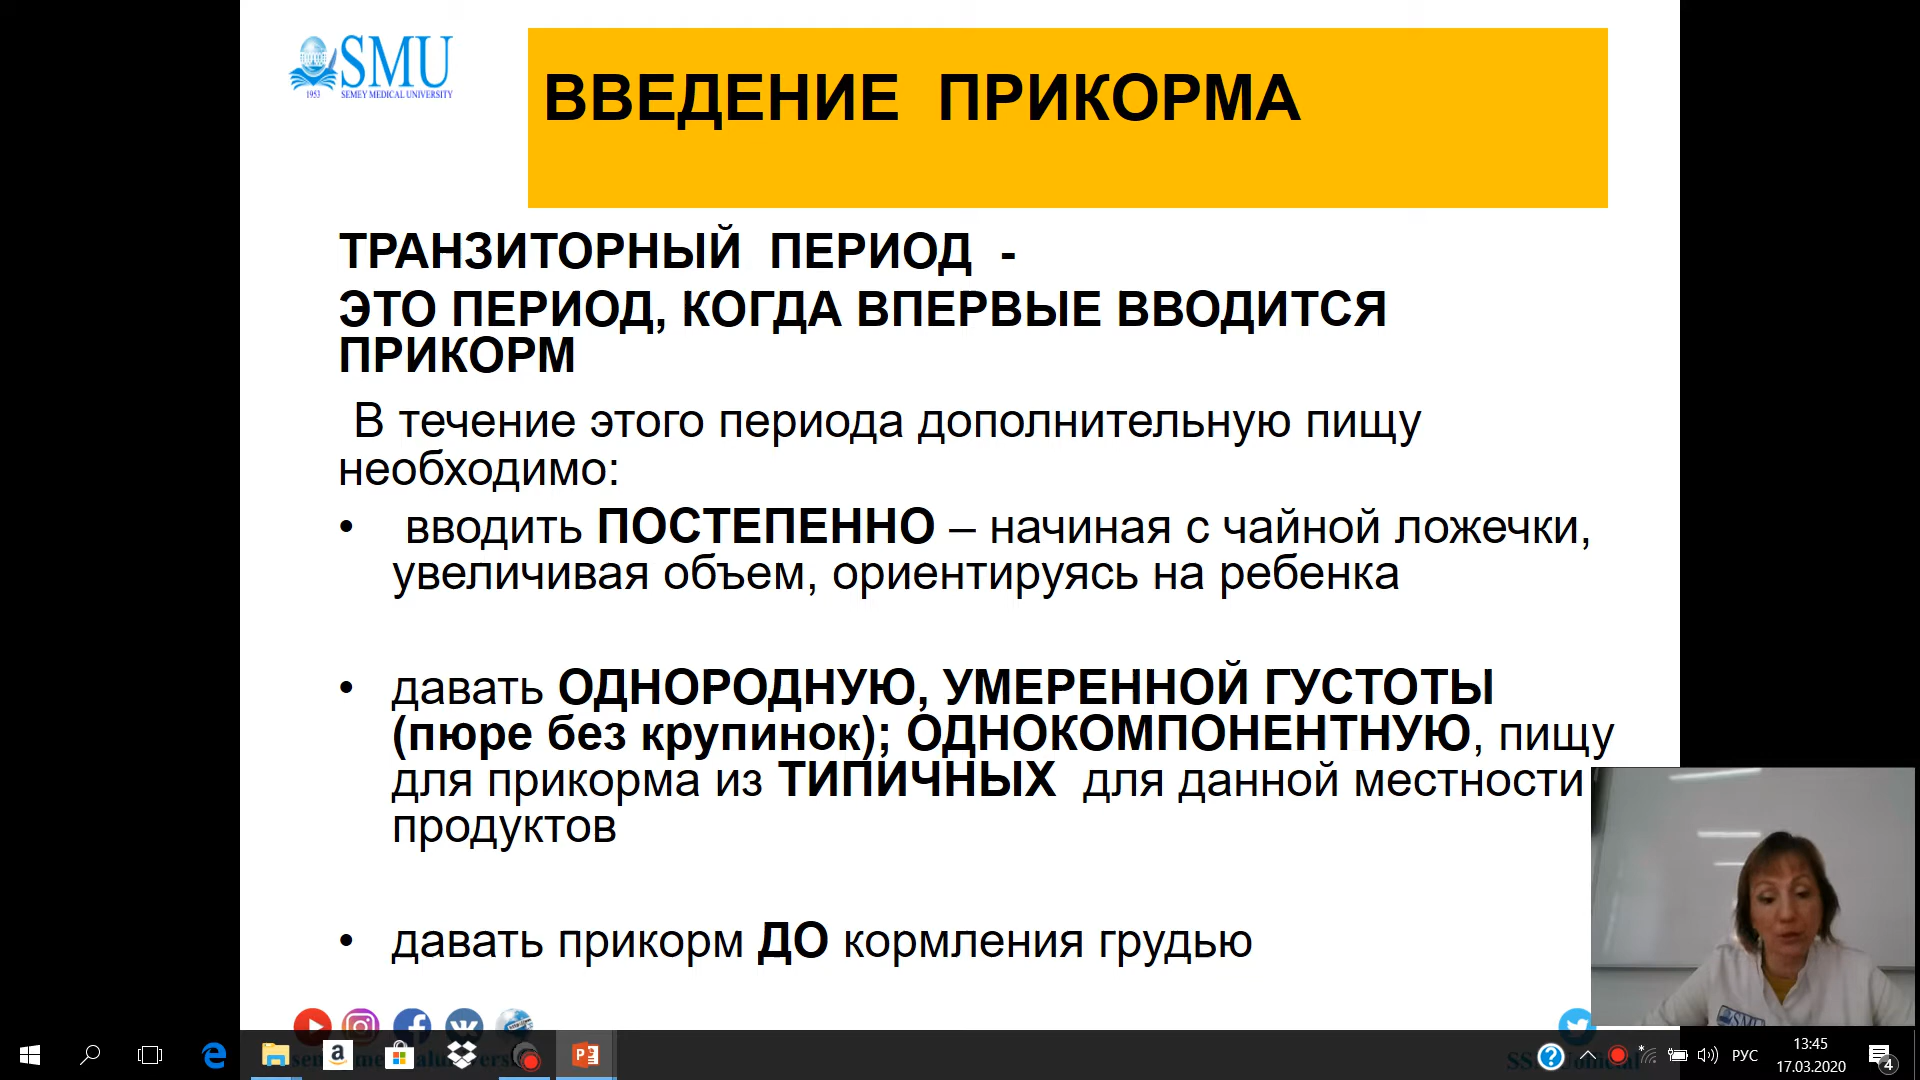 SMU
1953 SEMEY MEDICAL UNIVERSITY
ВВЕДЕНИЕ ПРИКОРМА
ТРАНЗИТОРНЫЙ ПЕРИОД -
ЭТО ПЕРИОД, КОГДА ВПЕРВЫЕ ВВОДИТСЯ
ПРИКОРМ
В течение этого периода дополнительную пищу
необходимо:
• вводить ПОСТЕПЕННО – начиная с чайной ложечки,
увеличивая объем, ориентируясь на ребенка
• давать ОДНОРОДНУЮ, УМЕРЕННОЙ ГУСТОТЫ
(пюре без крупинок); ОДНОКОМПОНЕНТНУЮ, пищу
для прикорма из ТИПИЧНЫХ для данной местности
продуктов
• давать прикорм ДО кормления грудью
SMU
РУС
13:45
17.03.2020
4